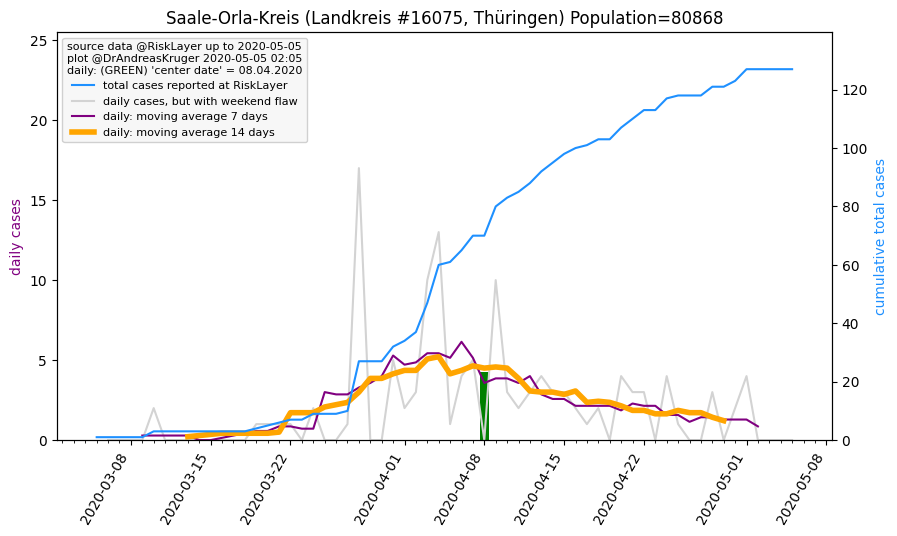 Saale-Orla-Kreis (Landkreis #16075, Thüringen) Population=80868
source data @RiskLayer up to 2020-05-05
plot @DrAndreasKruger 2020-05-05 02:05
daily: (GREEN) 'center date' = 08.04.2020
total cases reported at RiskLayer
daily cases, but with weekend flaw
daily: moving average 7 days
daily: moving average 14 days
daily cases
25
20
15
10
5
0
cumulative total cases
120
100
80
60
40
20
0
2020-03-08
2020-03-15
2020-03-22
2020-04-01
2020-04-08
2020-04-15
2020-04-22
2020-05-01
2020-05-08